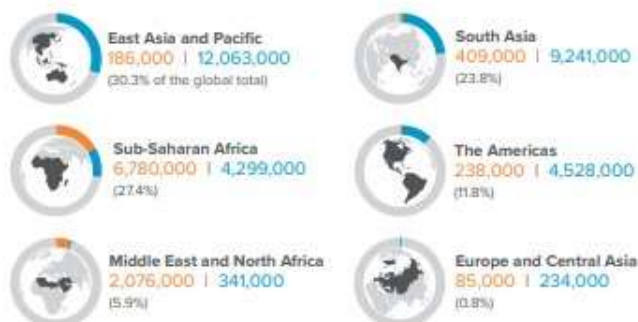 East Asia and Pacific
186,000 | 12,063,000
(30.3% of the global total)
South Asia
409,000 | 9,241,000
(23.8%)
Sub-Saharan Africa
6,780,000 | 4,299,000
(27.4%)
The Americas
238,000 | 4,528,000
(11.8%)
Middle East and North Africa
2,076,000 | 341,000
(5.9%)
Europe and Central Asia
85,000 | 234,000
(0.8%)